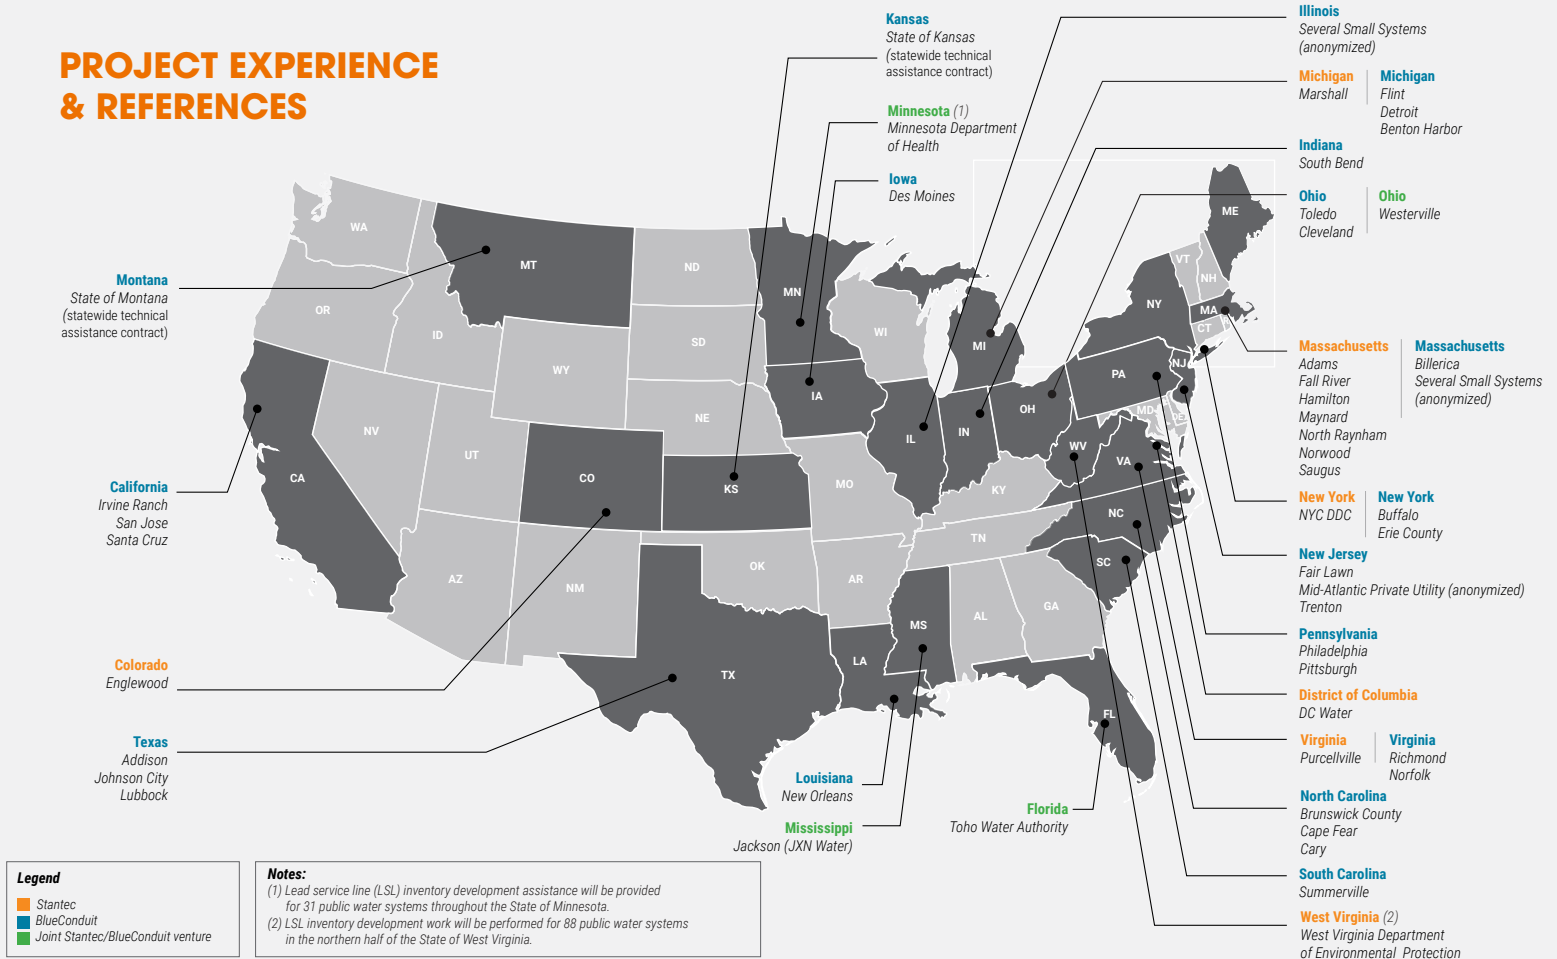 PROJECT EXPERIENCE
& REFERENCES
Kansas
State of Kansas
(statewide technical
assistance contract)
Minnesota (1)
Minnesota Department
of Health
Iowa
Des Moines
Illinois
Several Small Systems
(anonymized)
Michigan
Marshall
Michigan
Flint
Detroit
Benton Harbor
Indiana
South Bend
Ohio
Toledo
Cleveland
Ohio
Westerville
Montana
State of Montana
(statewide technical
assistance contract)
California
Irvine Ranch
San Jose
Santa Cruz
Colorado
Englewood
Texas
Addison
Johnson City
Lubbock
WA
OR
ID
MT
ND
SD
WY
NE
NV
UT
CA
CO
KS
AZ
NM
OK
TX
MN
IA
WI
MO
AR
LA
MS
AL
GA
FL
TN
KY
IL
IN
MI
OH
WV
VA
NC
SC
PA
NY
NJ
MD
DE
CT
MA
VT
NH
ME
Massachusetts
Adams
Fall River
Hamilton
Maynard
North Raynham
Norwood
Saugus
Massachusetts
Billerica
Several Small Systems
(anonymized)
New York
NYC DDC
New York
Buffalo
Erie County
New Jersey
Fair Lawn
Mid-Atlantic Private Utility (anonymized)
Trenton
Pennsylvania
Philadelphia
Pittsburgh
District of Columbia
DC Water
Virginia
Purcellville
Virginia
Richmond
Norfolk
North Carolina
Brunswick County
Cape Fear
Cary
South Carolina
Summerville
West Virginia (2)
West Virginia Department
of Environmental Protection
Louisiana
New Orleans
Mississippi
Jackson (JXN Water)
Florida
Toho Water Authority
Legend
Stantec
BlueConduit
Joint Stantec/BlueConduit venture
Notes:
(1) Lead service line (LSL) inventory development assistance will be provided
for 31 public water systems throughout the State of Minnesota.
(2) LSL inventory development work will be performed for 88 public water systems
in the northern half of the State of West Virginia.